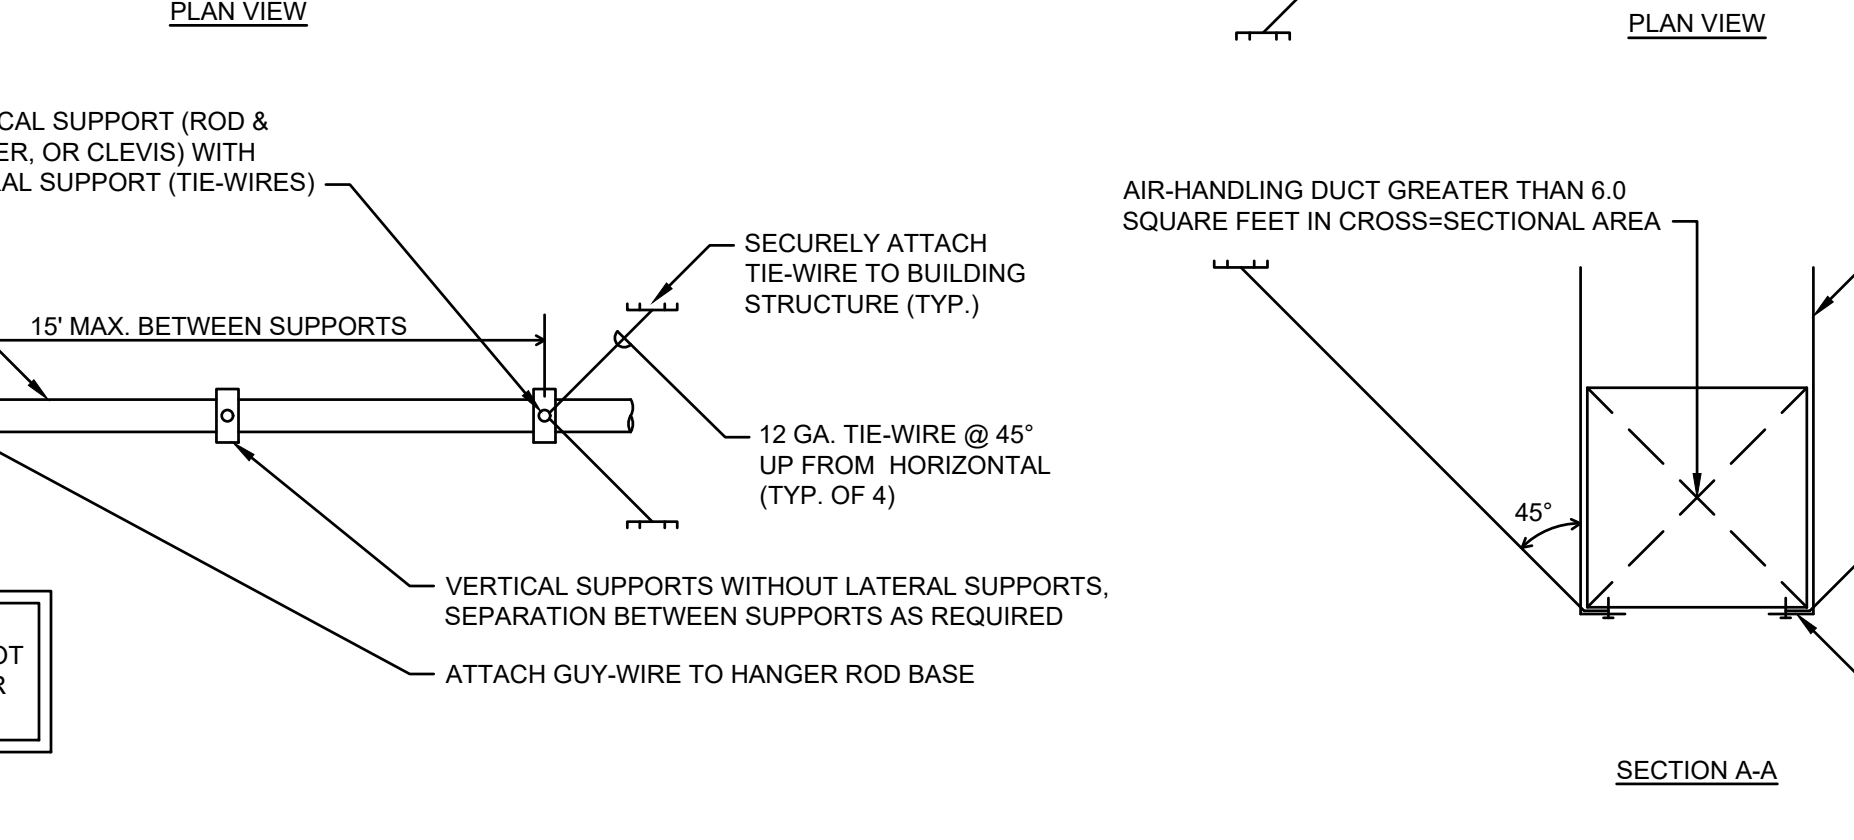 PLAN VIEW
PLAN VIEW
CAL SUPPORT (ROD &
ER, OR CLEVIS) WITH
AL SUPPORT (TIE-WIRES)
15' MAX. BETWEEN SUPPORTS
SECURELY ATTACH
TIE-WIRE TO BUILDING
STRUCTURE (TYP.)
12 GA. TIE-WIRE @ 45°
UP FROM HORIZONTAL
(TYP. OF 4)
VERTICAL SUPPORTS WITHOUT LATERAL SUPPORTS,
SEPARATION BETWEEN SUPPORTS AS REQUIRED
ATTACH GUY-WIRE TO HANGER ROD BASE
OT
R
AIR-HANDLING DUCT GREATER THAN 6.0
SQUARE FEET IN CROSS=SECTIONAL AREA
45°
SECTION A-A